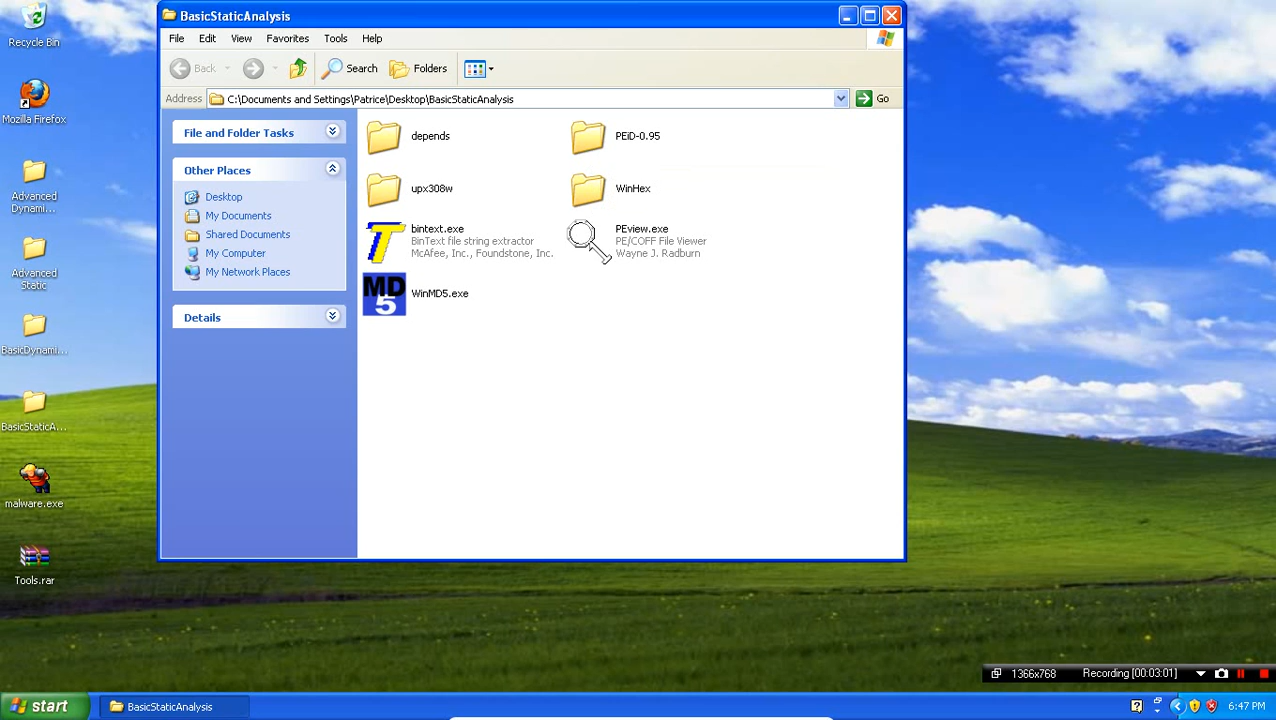 Recycle Bin
Mozilla Firefox
Advanced
Dynami...
Advanced
Static
BasicDynami...
BasicStaticA...
malware.exe
Tools.rar
BasicStaticAnalysis
File Edit View Favorites Tools Help
Back Search Folders
Address C:\Documents and Settings\Patrice\Desktop\BasicStaticAnalysis Go
File and Folder Tasks
Other Places
Desktop
My Documents
Shared Documents
My Computer
My Network Places
Details
depends
PEiD-0.95
upx308w
WinHex
bintext.exe
BinText file string extractor
McAfee, Inc., Foundstone, Inc.
PEview.exe
PE/COFF File Viewer
Wayne J. Radburn
MD
5
WinMD5.exe
1366x768 Recording [00:03:01]
start BasicStaticAnalysis 6:47 PM